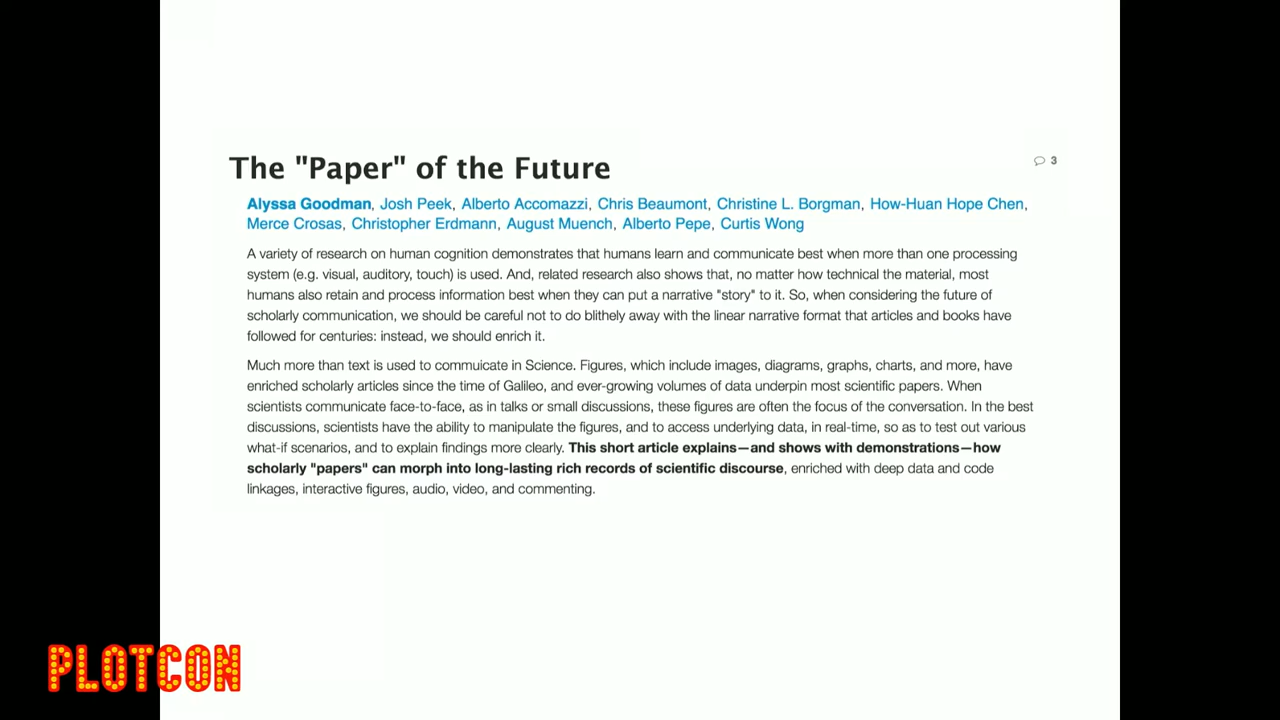 The "Paper" of the Future
3
Alyssa Goodman, Josh Peek, Alberto Accomazzi, Chris Beaumont, Christine L. Borgman, How-Huan Hope Chen,
Merce Crosas, Christopher Erdmann, August Muench, Alberto Pepe, Curtis Wong
A variety of research on human cognition demonstrates that humans learn and communicate best when more than one processing
system (e.g. visual, auditory, touch) is used. And, related research also shows that, no matter how technical the material, most
humans also retain and process information best when they can put a narrative "story" to it. So, when considering the future of
scholarly communication, we should be careful not to do blithely away with the linear narrative format that articles and books have
followed for centuries: instead, we should enrich it.
Much more than text is used to commuicate in Science. Figures, which include images, diagrams, graphs, charts, and more, have
enriched scholarly articles since the time of Galileo, and ever-growing volumes of data underpin most scientific papers. When
scientists communicate face-to-face, as in talks or small discussions, these figures are often the focus of the conversation. In the best
discussions, scientists have the ability to manipulate the figures, and to access underlying data, in real-time, so as to test out various
what-if scenarios, and to explain findings more clearly. This short article explains—and shows with demonstrations—how
scholarly "papers" can morph into long-lasting rich records of scientific discourse, enriched with deep data and code
linkages, interactive figures, audio, video, and commenting.
PLOTCON